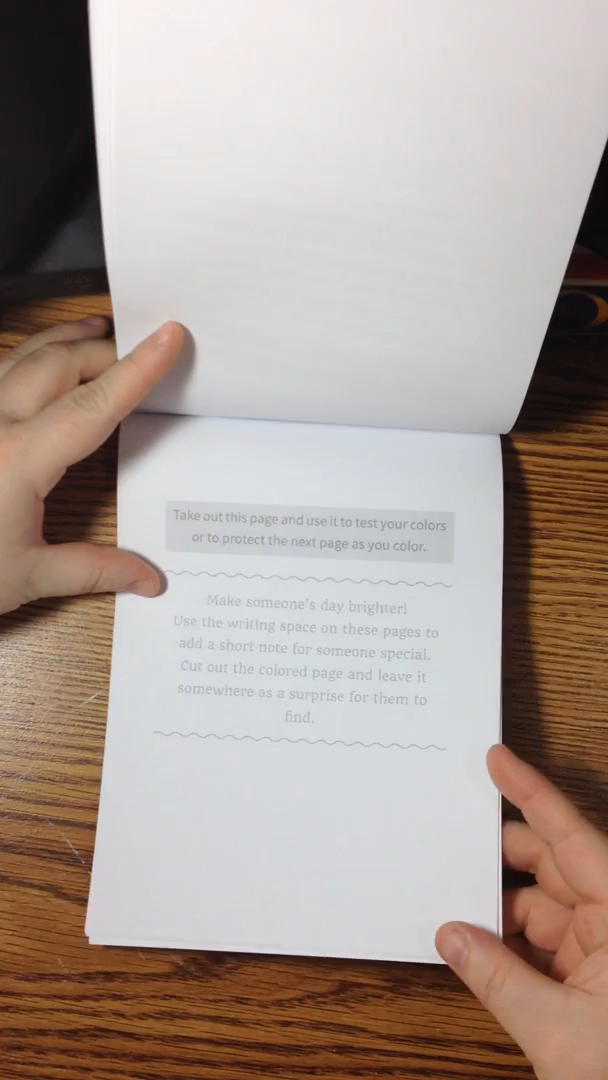 Take out this page and use it to test your colors
or to protect the next page as you color.
Make someone's day brighter!
Use the writing space on these pages to
add a short note for someone special.
Cut out the colored page and leave it
somewhere as a surprise for them to
find.